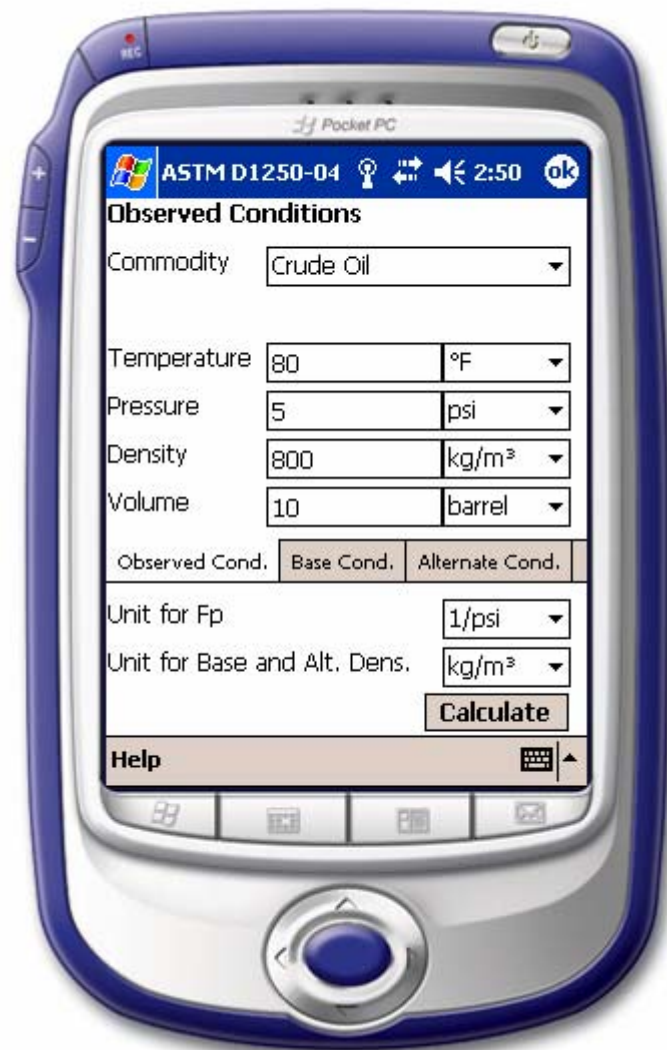 REC
Pocket PC
ASTM D1250-04 2:50 ok
Observed Conditions
Commodity Crude Oil
Temperature 80 °F
Pressure 5 psi
Density 800 kg/m³
Volume 10 barrel
Observed Cond. Base Cond. Alternate Cond.
Unit for Fp 1/psi
Unit for Base and Alt. Dens. kg/m³
Calculate
Help
+
-